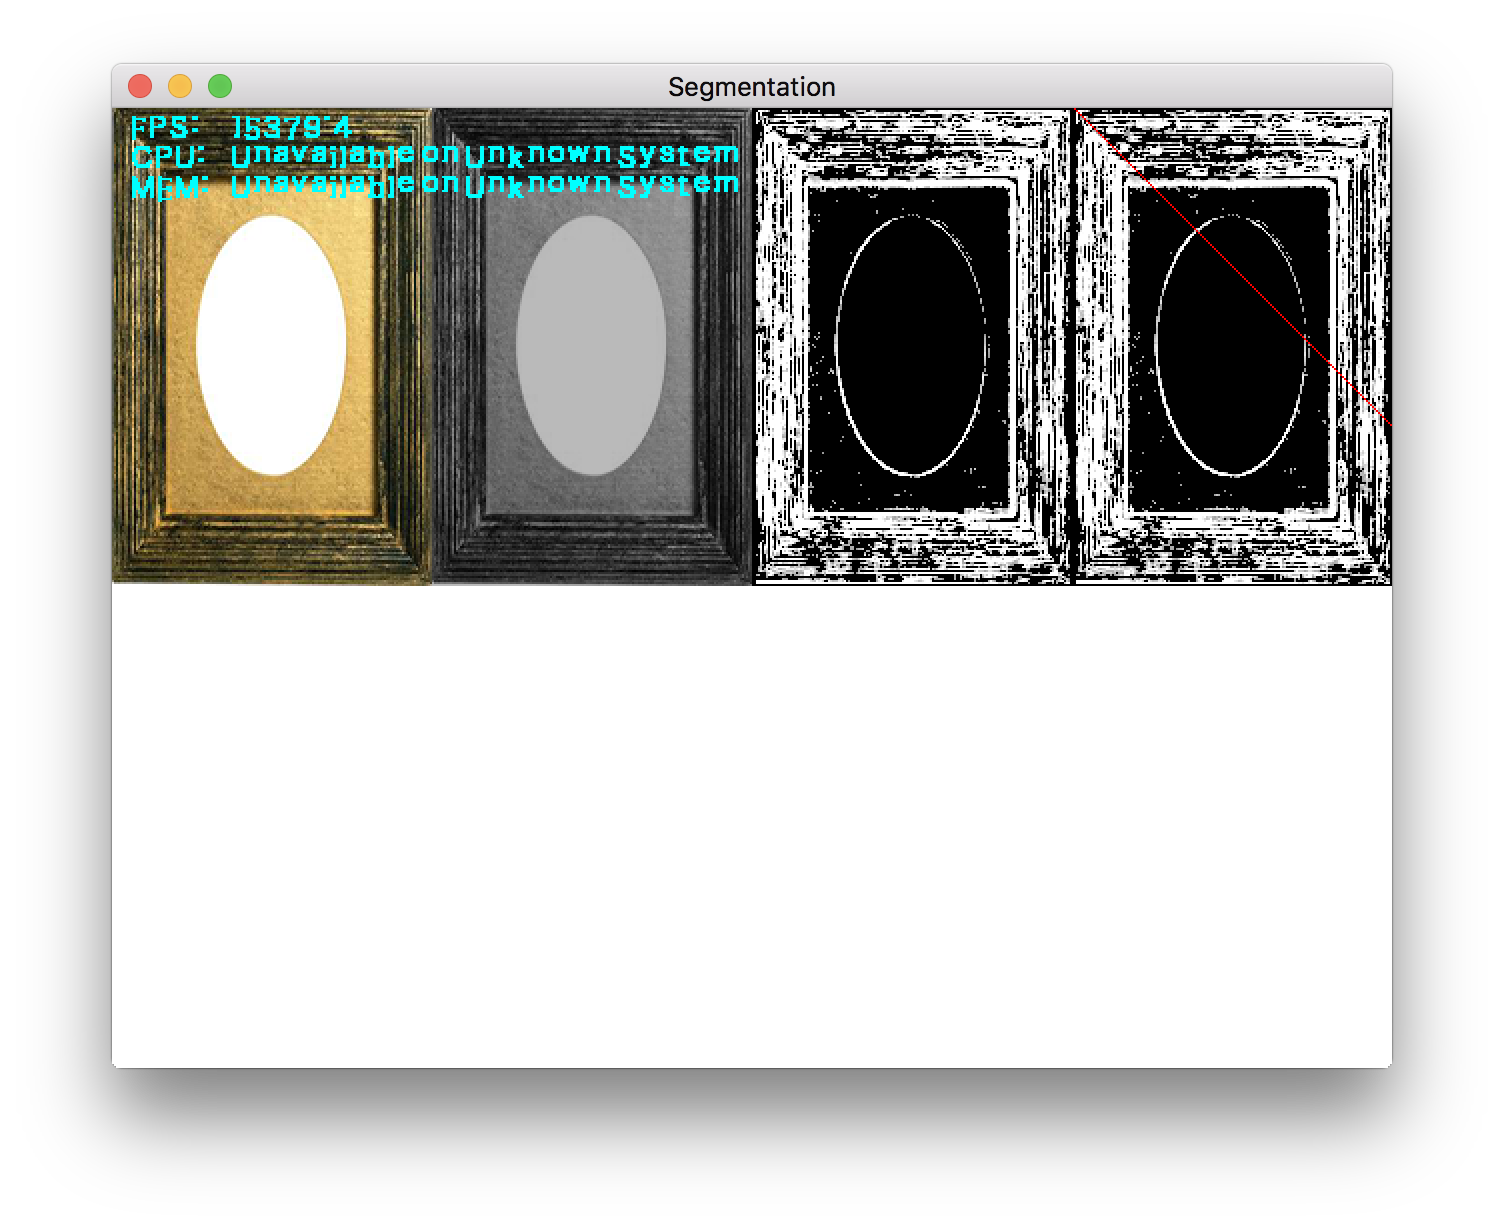 Segmentation
FPS: 15379.4
CPU: Unavailable on Unknown System
MEM: Unavailable on Unknown System